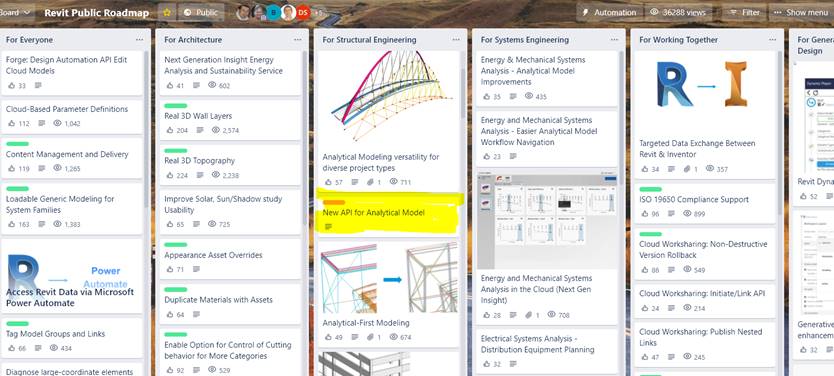 Board
Revit Public Roadmap
Public
B
DS
+5
Automation
36288 views
Filter
Show menu
For Everyone
Forge: Design Automation API Edit
Cloud Models
33
Cloud-Based Parameter Definitions
112 1,042
Content Management and Delivery
119 1,265
Loadable Generic Modeling for
System Families
163 1,383
R
Power
Automate
Access Revit Data via Microsoft
Power Automate
Tag Model Groups and Links
66 434
Diagnose large-coordinate elements
For Architecture
Next Generation Insight Energy
Analysis and Sustainability Service
41 602
Real 3D Wall Layers
204 2,574
Real 3D Topography
224 2,238
Improve Solar, Sun/Shadow study
Usability
65 725
Appearance Asset Overrides
71
Duplicate Materials with Assets
64
Enable Option for Control of Cutting
behavior for More Categories
92 529
For Structural Engineering
Analytical Modeling versatility for
diverse project types
57 1 711
New API for Analytical Model
Analytical-First Modeling
49 1 674
For Systems Engineering
Energy & Mechanical Systems
Analysis - Analytical Model
Improvements
35 435
Energy and Mechanical Systems
Analysis - Easier Analytical Model
Workflow Navigation
23
Energy and Mechanical Systems
Analysis in the Cloud (Next Gen
Insight)
28 1 708
Electrical Systems Analysis -
Distribution Equipment Planning
32
For Working Together
R I
Targeted Data Exchange Between
Revit & Inventor
34 1 357
ISO 19650 Compliance Support
96 899
Cloud Worksharing: Non-Destructive
Version Rollback
86 549
Cloud Worksharing: Initiate/Link API
24 214
Cloud Worksharing: Publish Nested
Links
47 245
For Gener
Design
Revit Dyna
52
Generative
enhancem
32